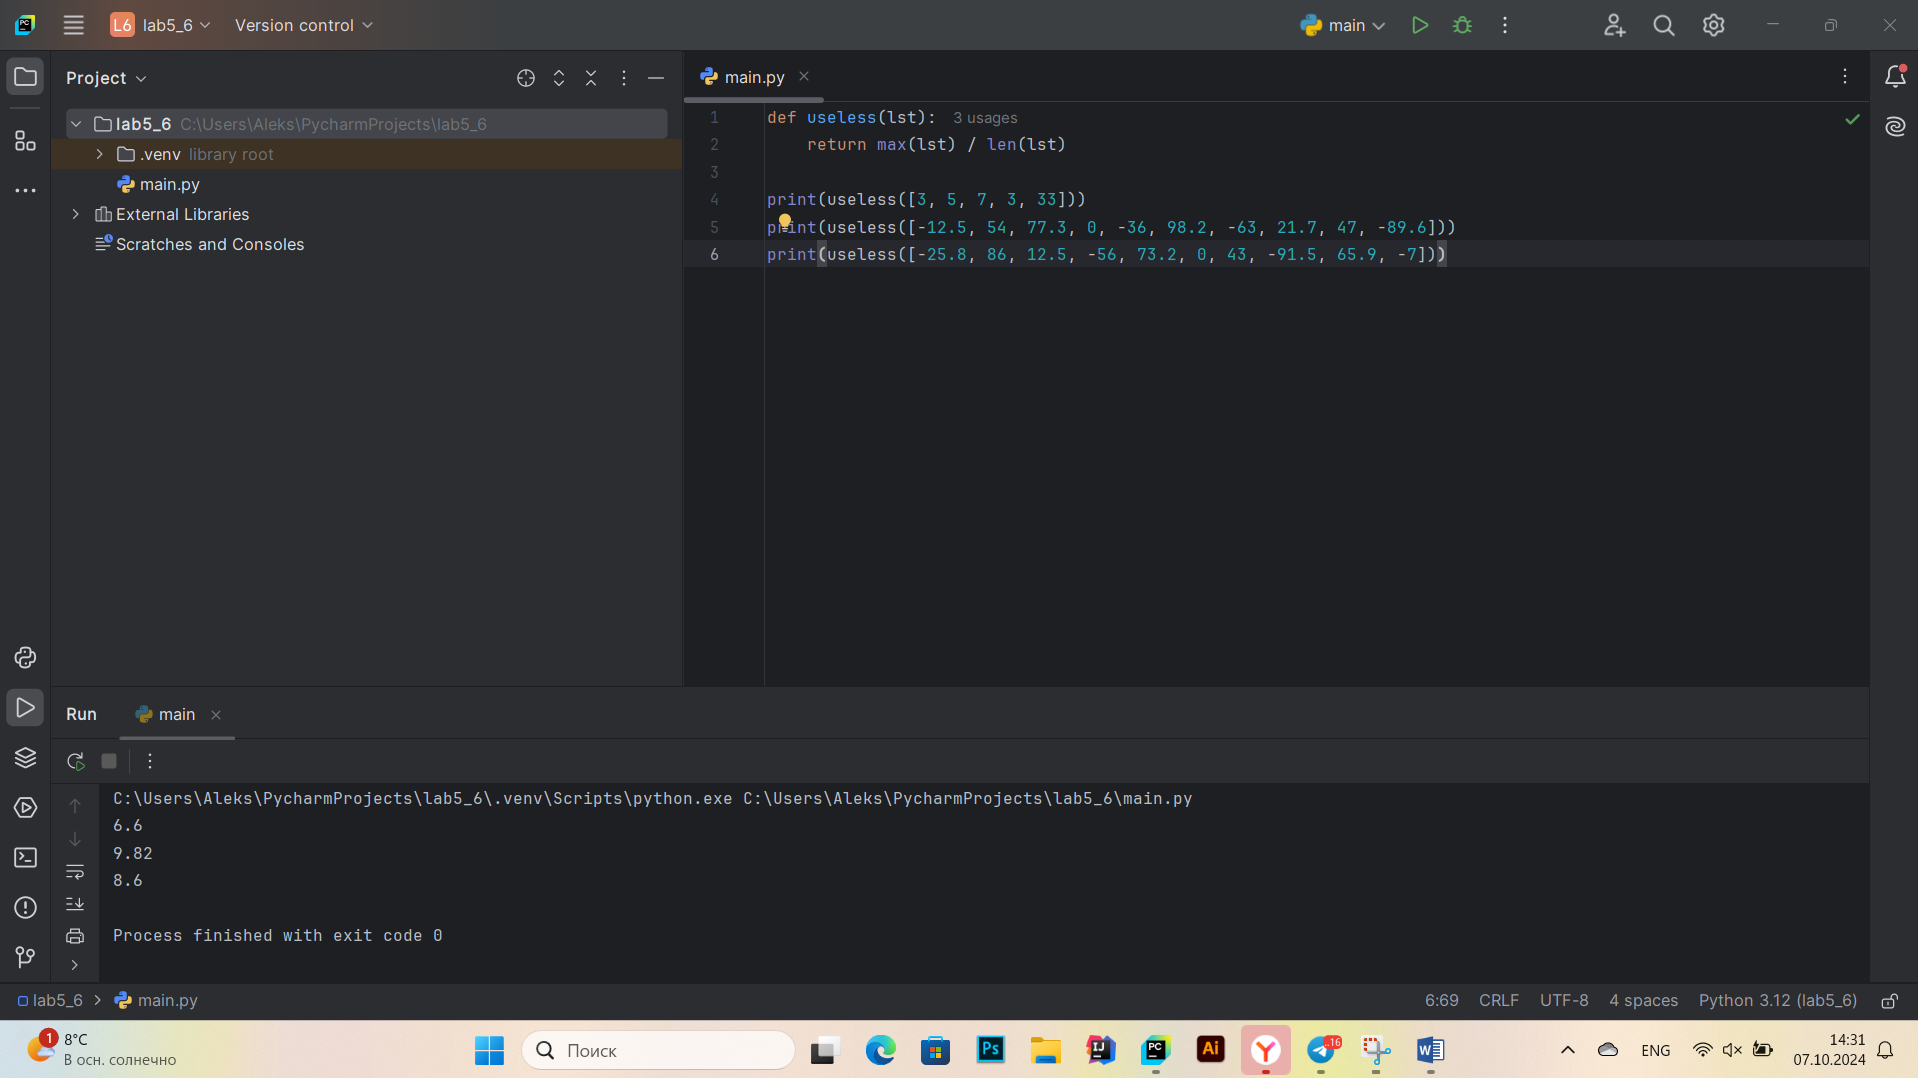 L6 lab5_6 Version control main
Project
main.py
lab5_6 C:\Users\Aleks\PycharmProjects\lab5_6
.venv library root
main.py
External Libraries
Scratches and Consoles
1 def useless(lst): 3 usages
2 return max(lst) / len(lst)
3
4 print(useless([3, 5, 7, 3, 33]))
5 print(useless([-12.5, 54, 77.3, 0, -36, 98.2, -63, 21.7, 47, -89.6]))
6 print(useless([-25.8, 86, 12.5, -56, 73.2, 0, 43, -91.5, 65.9, -7]))
Run main
C:\Users\Aleks\PycharmProjects\lab5_6\.venv\Scripts\python.exe C:\Users\Aleks\PycharmProjects\lab5_6\main.py
6.6
9.82
8.6
Process finished with exit code 0
lab5_6 main.py 6:69 CRLF UTF-8 4 spaces Python 3.12 (lab5_6)
1 8°C
В осн. солнечно
Поиск
Ps
IJ
PC
Ai
Y
..16
W
ENG
14:31
07.10.2024